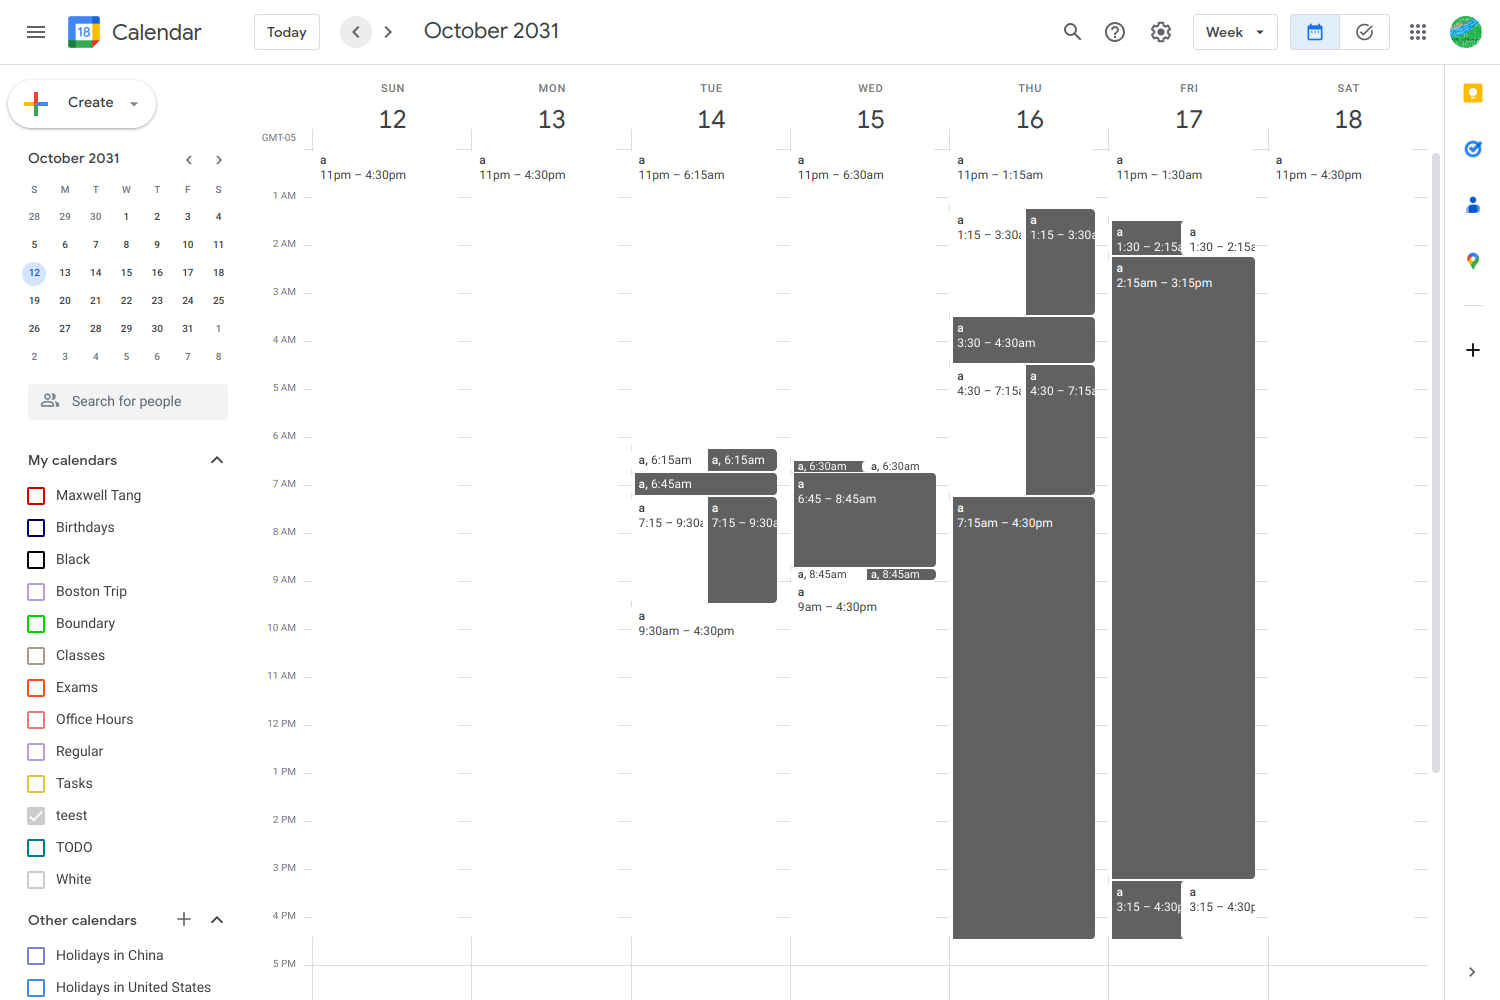 18 Calendar Today October 2031 Week
Create
October 2031
S M T W T F S
28 29 30 1 2 3 4
5 6 7 8 9 10 11
12 13 14 15 16 17 18
19 20 21 22 23 24 25
26 27 28 29 30 31 1
2 3 4 5 6 7 8
Search for people
My calendars
Maxwell Tang
Birthdays
Black
Boston Trip
Boundary
Classes
Exams
Office Hours
Regular
Tasks
teest
TODO
White
Other calendars
Holidays in China
Holidays in United States
SUN MON TUE WED THU FRI SAT
12 13 14 15 16 17 18
GMT-05
1 AM
2 AM
3 AM
4 AM
5 AM
6 AM
7 AM
8 AM
9 AM
10 AM
11 AM
12 PM
1 PM
2 PM
3 PM
4 PM
5 PM
a
11pm – 4:30pm
a
11pm – 4:30pm
a
11pm – 6:15am
a, 6:15am
a, 6:15am
a, 6:45am
a
7:15 – 9:30a
a
7:15 – 9:30a
a
9:30am – 4:30pm
a
11pm – 6:30am
a, 6:30am
a, 6:30am
a
6:45 – 8:45am
a, 8:45am
a, 8:45am
a
9am – 4:30pm
a
11pm – 1:15am
a
1:15 – 3:30a
a
1:15 – 3:30a
a
3:30 – 4:30am
a
4:30 – 7:15a
a
4:30 – 7:15a
a
7:15am – 4:30pm
a
11pm – 1:30am
a
1:30 – 2:15a
a
1:30 – 2:15a
a
2:15am – 3:15pm
a
3:15 – 4:30p
a
3:15 – 4:30p
a
11pm – 4:30pm